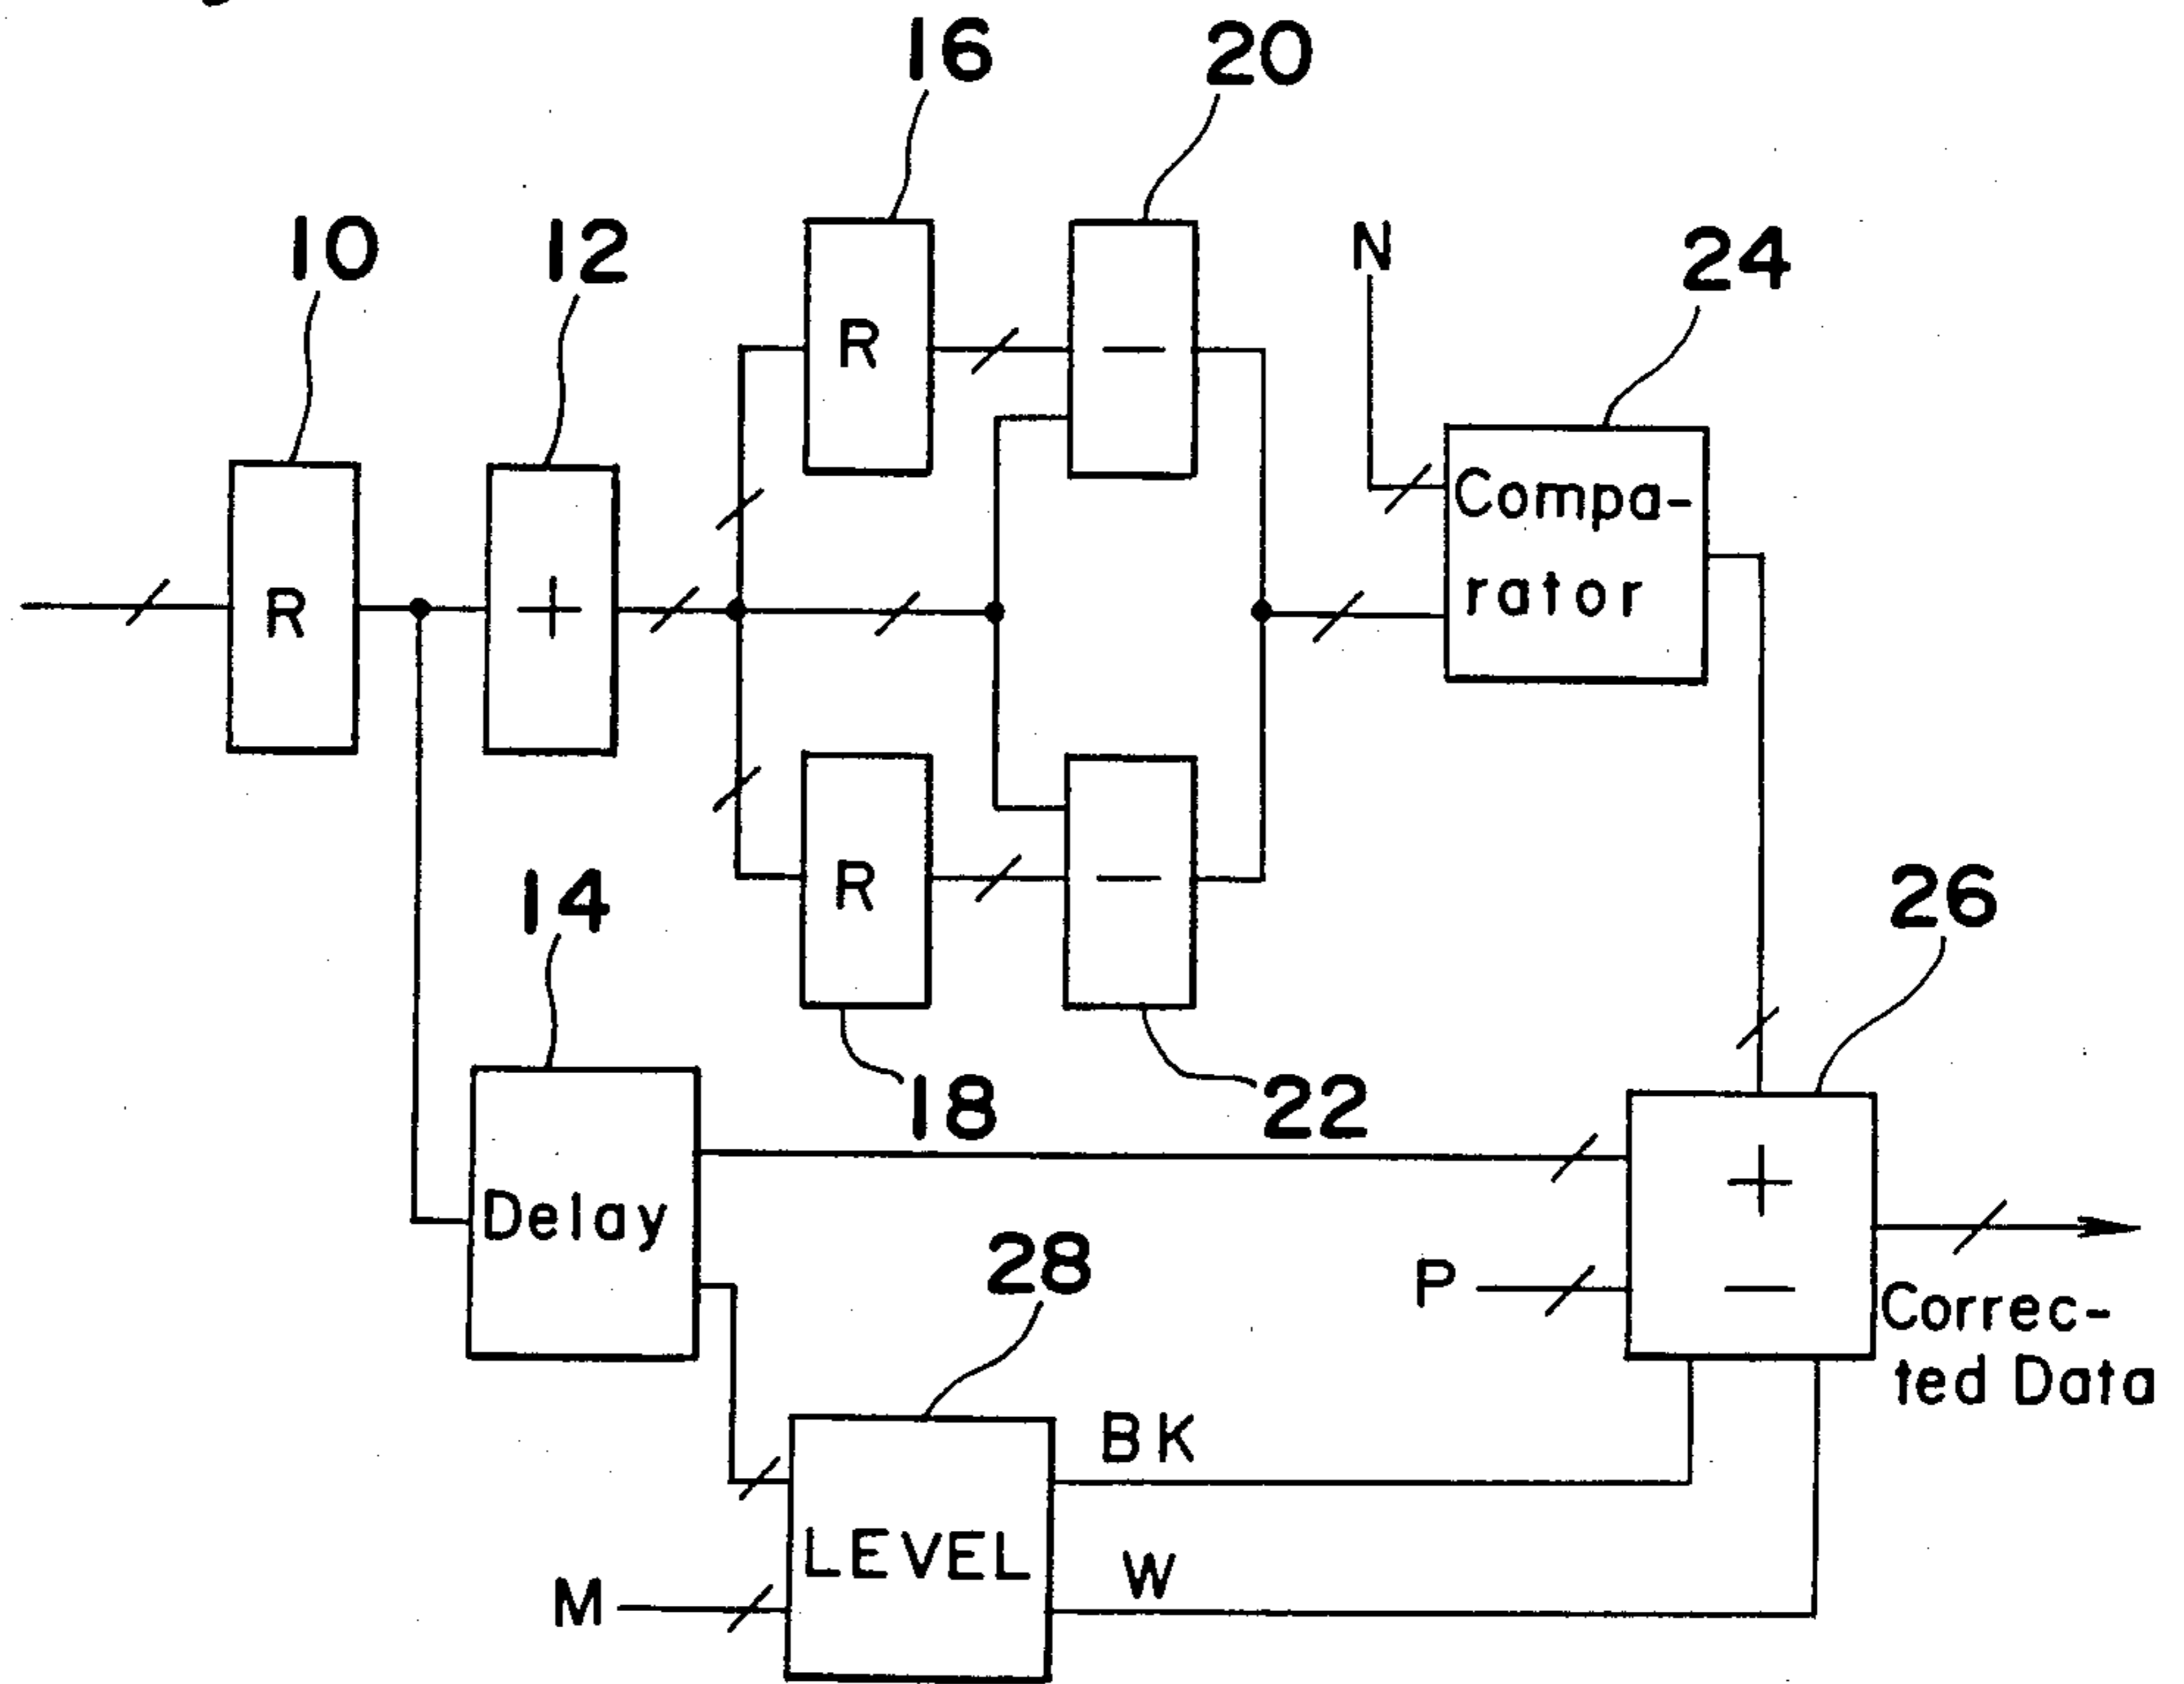 16
20
10
12
N
24
R
Compa-
rator
R
+
—
R
—
14
26
18
22
Delay
+
28
P
—
Correc-
ted Data
BK
LEVEL
W
M